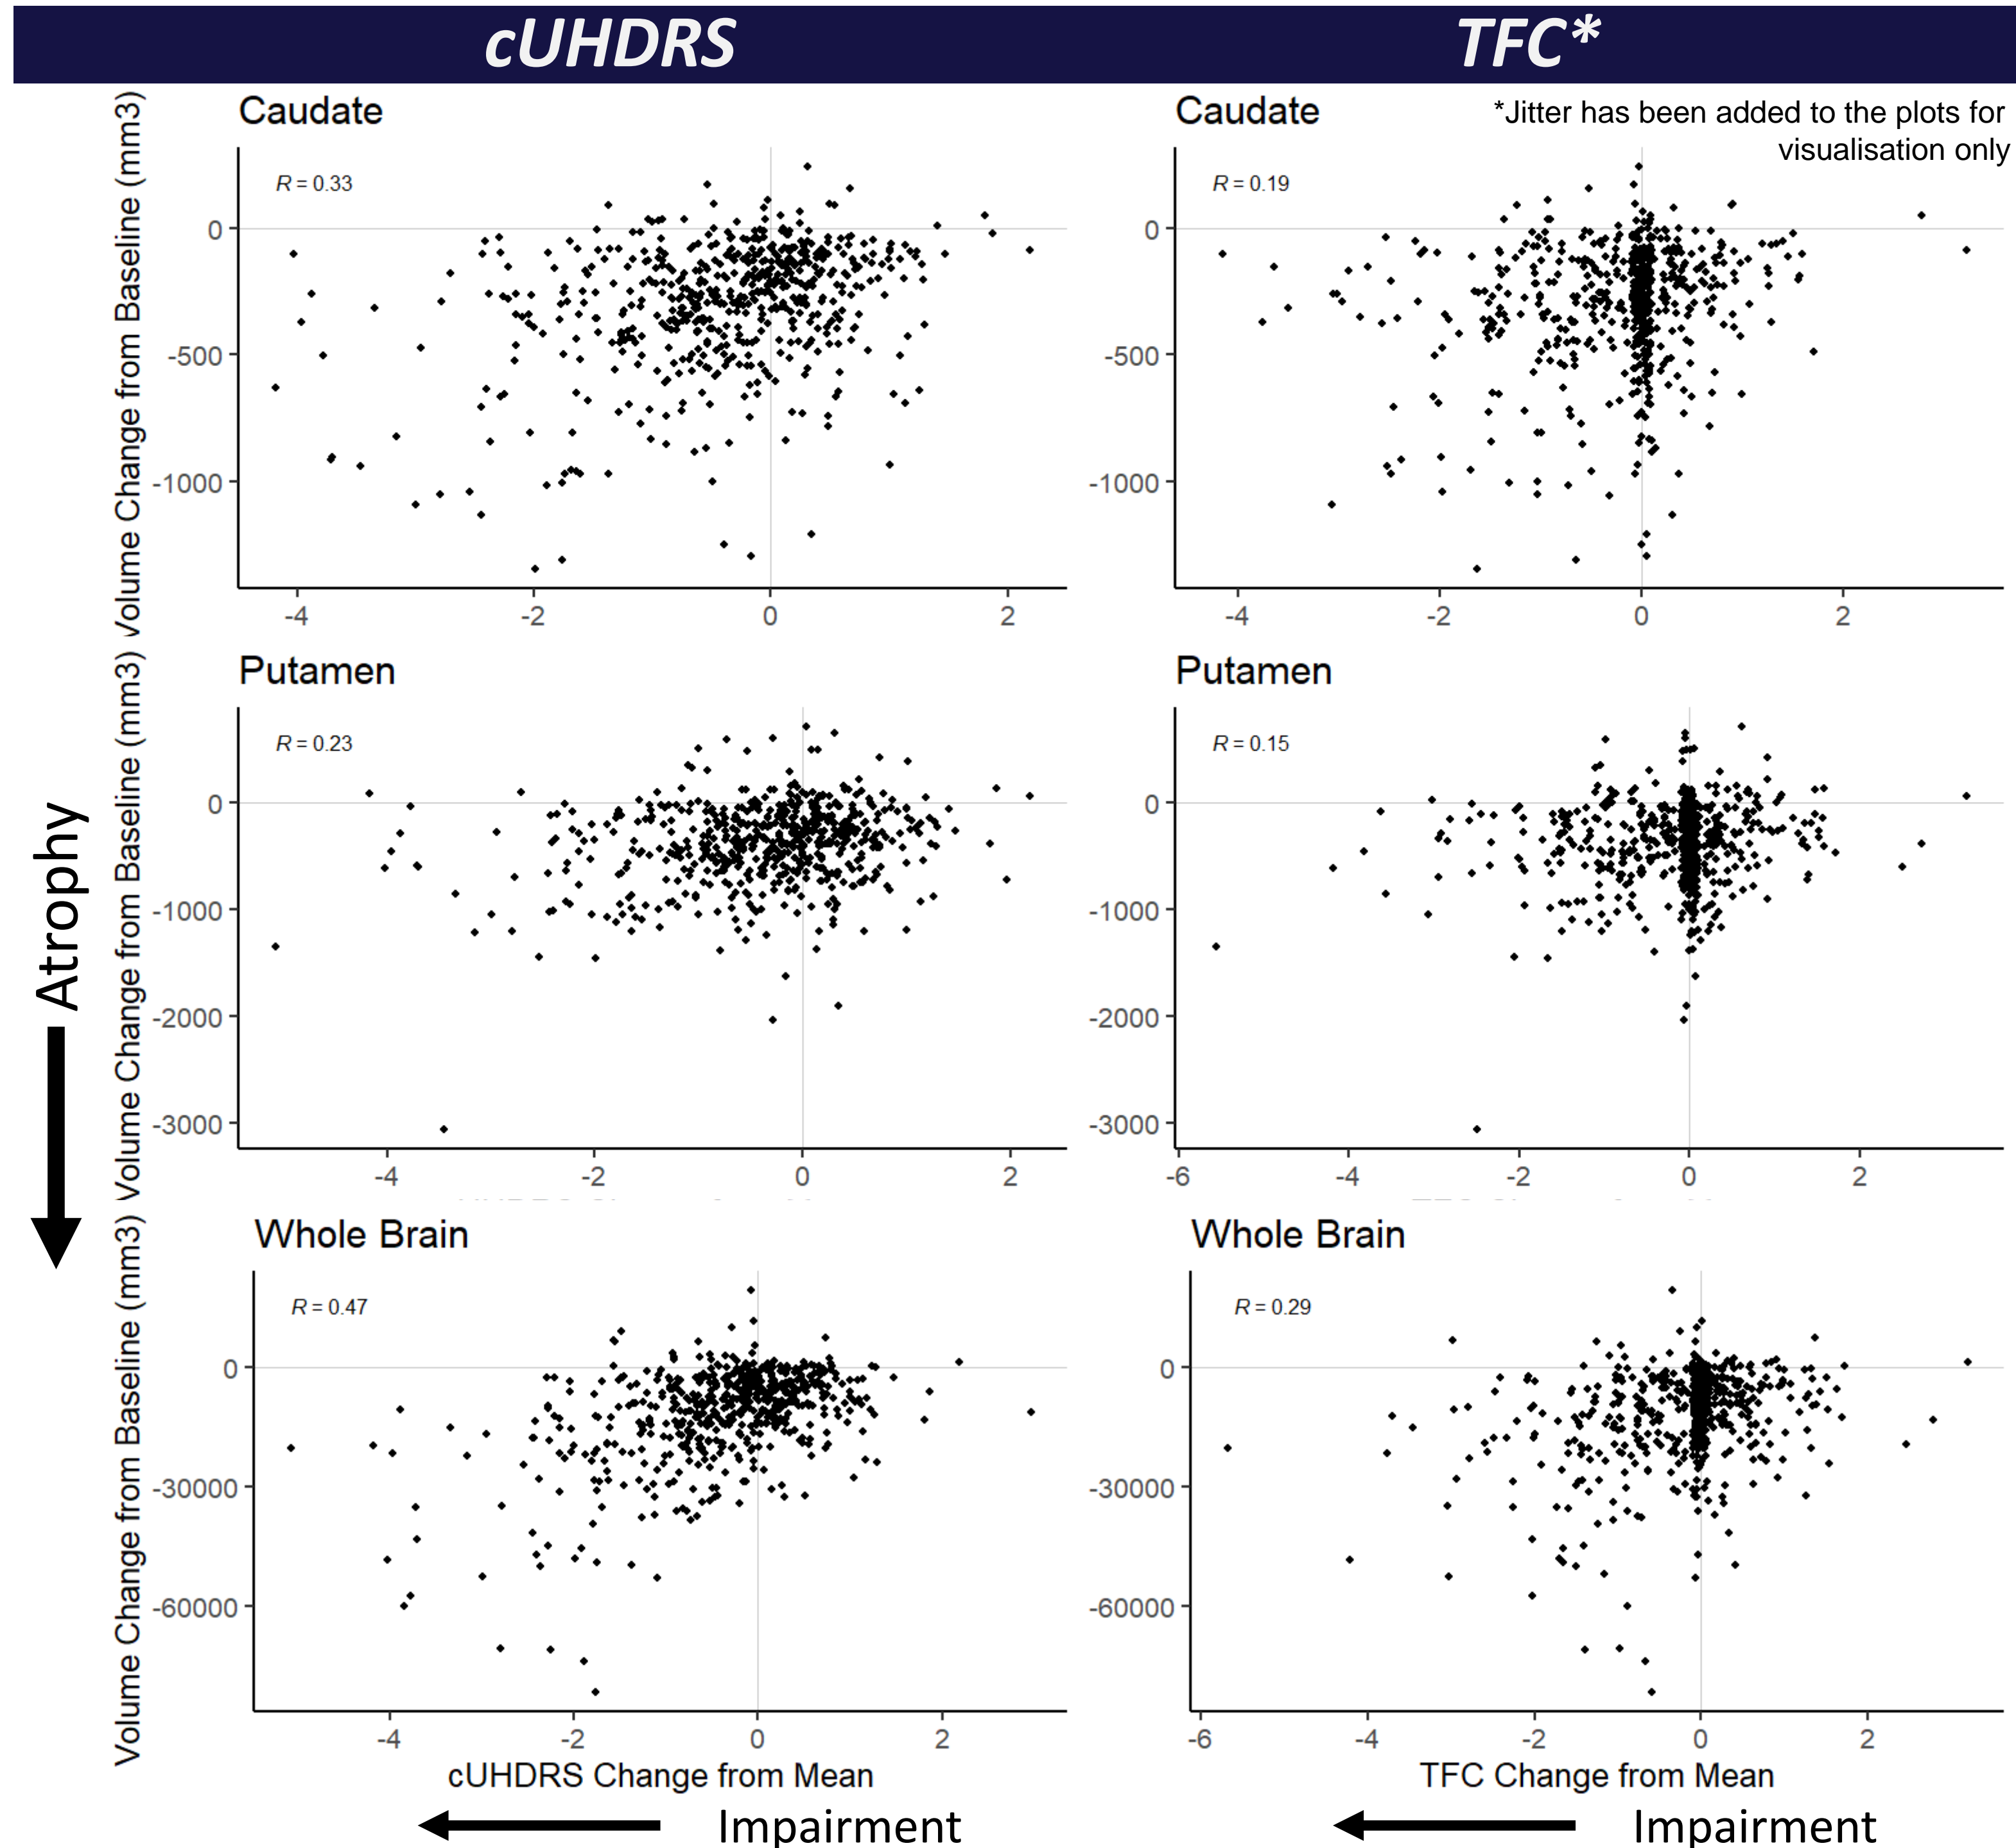 cUHDRS
TFC*
Caudate
Caudate
*Jitter has been added to the plots for
visualisation only
Volume Change from Baseline (mm3)
R = 0.33
0
-500
-1000
-4
-2
0
2
R = 0.19
0
-500
-1000
-4
-2
0
2
Putamen
Putamen
Volume Change from Baseline (mm3)
R = 0.23
0
-1000
-2000
-3000
-4
-2
0
2
R = 0.15
0
-1000
-2000
-3000
-6
-4
-2
0
2
Atrophy
Whole Brain
Whole Brain
Volume Change from Baseline (mm3)
R = 0.47
0
-30000
-60000
-4
-2
0
2
R = 0.29
0
-30000
-60000
-6
-4
-2
0
2
cUHDRS Change from Mean
TFC Change from Mean
Impairment
Impairment